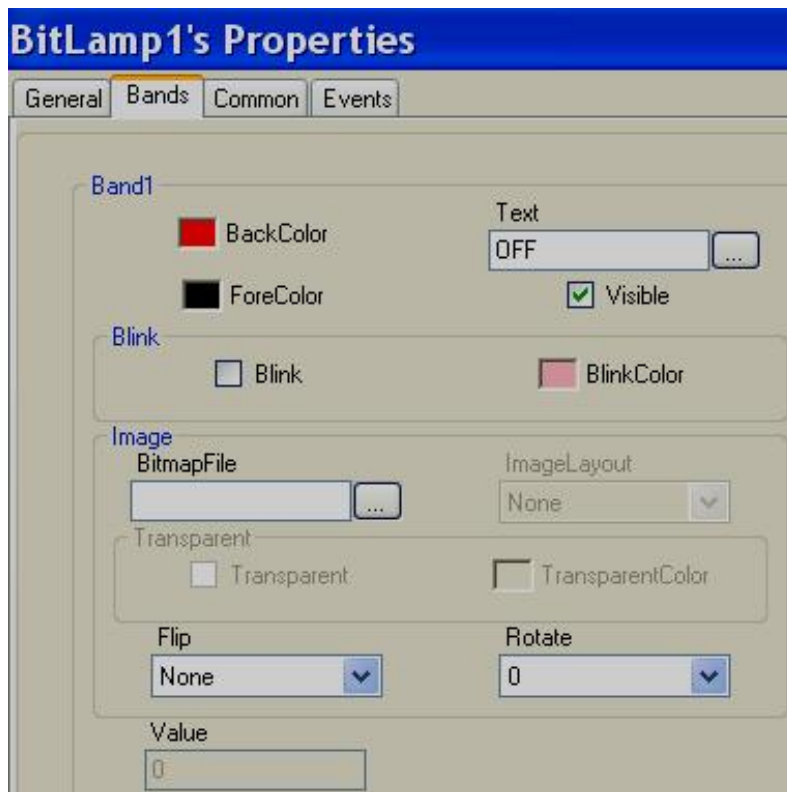 BitLamp1's Properties
General Bands Common Events
Band1
Text
BackColor OFF ...
ForeColor Visible
Blink
Blink BlinkColor
Image
BitmapFile ImageLayout
... None
Transparent
Transparent TransparentColor
Flip Rotate
None 0
Value
0